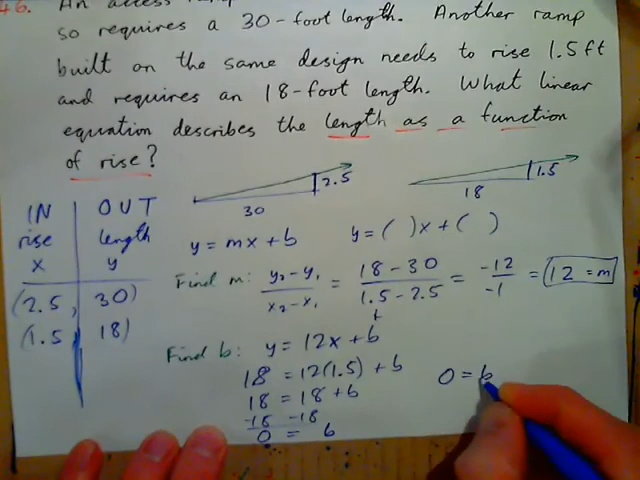 46. An access ramp
so requires a 30-foot length. Another ramp
built on the same design needs to rise 1.5 ft
and requires an 18-foot length. What linear
equation describes the length as a function
of rise?
2.5
30
1.5
18
IN OUT
rise length
x y
(2.5, 30)
(1.5, 18)
y = mx + b y = ( )x + ( )
Find m: y₂ - y₁ / x₂ - x₁ = 18 - 30 / 1.5 - 2.5 = -12 / -1 = 12 = m
Find b: y = 12x + b
18 = 12(1.5) + b
18 = 18 + b
-18 -18
0 = b
0 = b